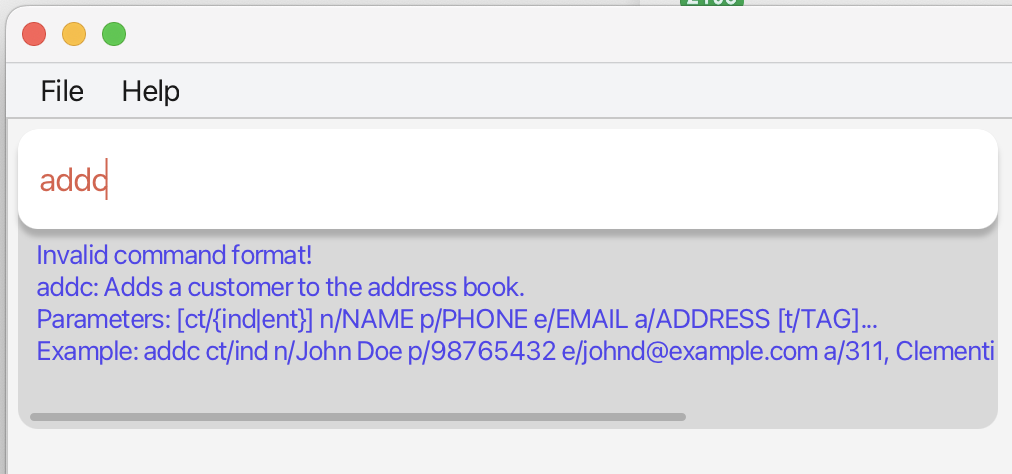 File Help
addc
Invalid command format!
addc: Adds a customer to the address book.
Parameters: [ct/{ind|ent}] n/NAME p/PHONE e/EMAIL a/ADDRESS [t/TAG]...
Example: addc ct/ind n/John Doe p/98765432 e/johnd@example.com a/311, Clementi